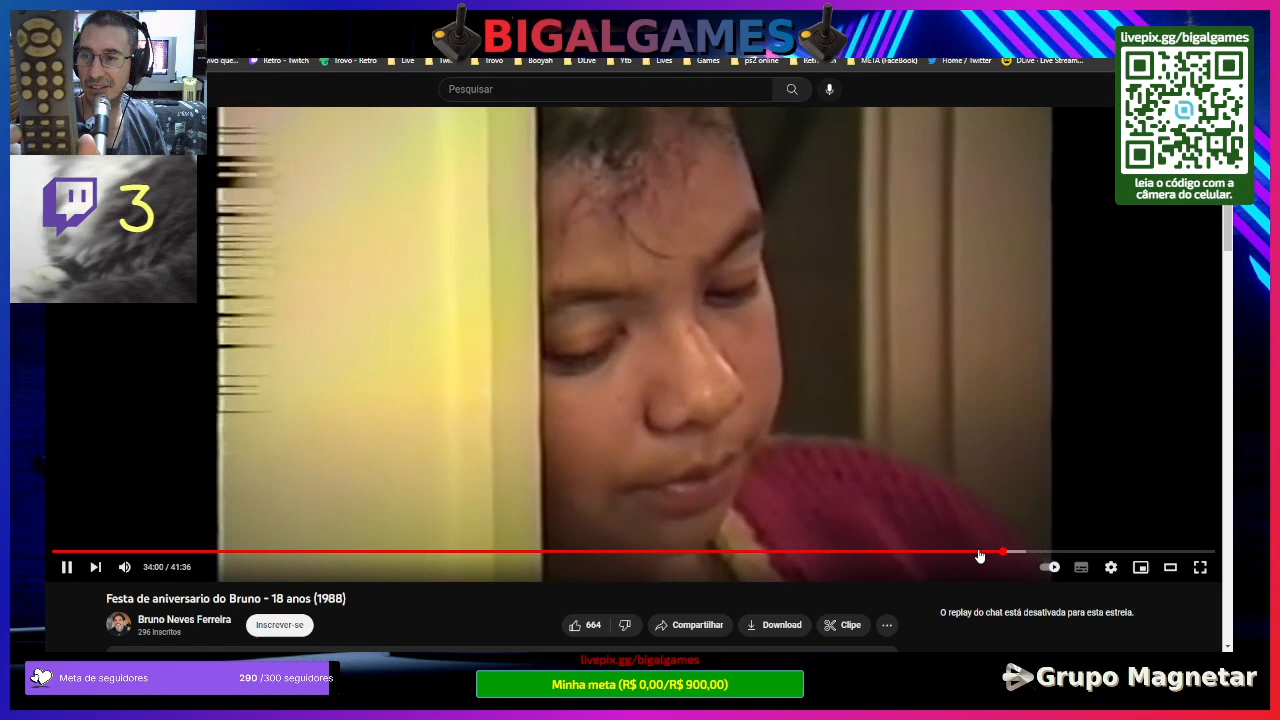 BIGALGAMES
livepix.gg/bigalgames
leia o código com a
câmera do celular.
vivo que... Retro - Twitch Trovo - Retro Live Trovo Booyah DLive Ytb Lives Games ps2 online META (FaceBook) Home / Twitter DLive · Live Stream...
Pesquisar
3
34:00 / 41:36
Festa de aniversario do Bruno - 18 anos (1988)
Bruno Neves Ferreira
296 inscritos
Inscrever-se
664
Compartilhar
Download
Clipe
O replay do chat está desativada para esta estreia.
livepix.gg/bigalgames
Meta de seguidores
290 /300 seguidores
Minha meta (R$ 0,00/R$ 900,00)
Grupo Magnetar